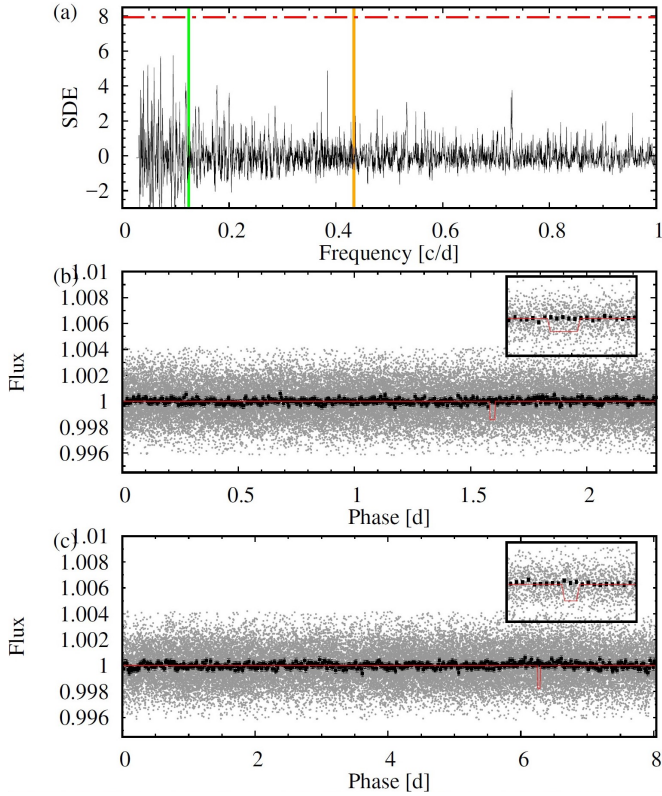 (a)
8
6
4
2
0
−2
SDE
0 0.2 0.4 0.6 0.8 1
Frequency [c/d]
(b)
1.01
1.008
1.006
1.004
1.002
1
0.998
0.996
Flux
0 0.5 1 1.5 2
Phase [d]
(c)
1.01
1.008
1.006
1.004
1.002
1
0.998
0.996
Flux
0 2 4 6 8
Phase [d]